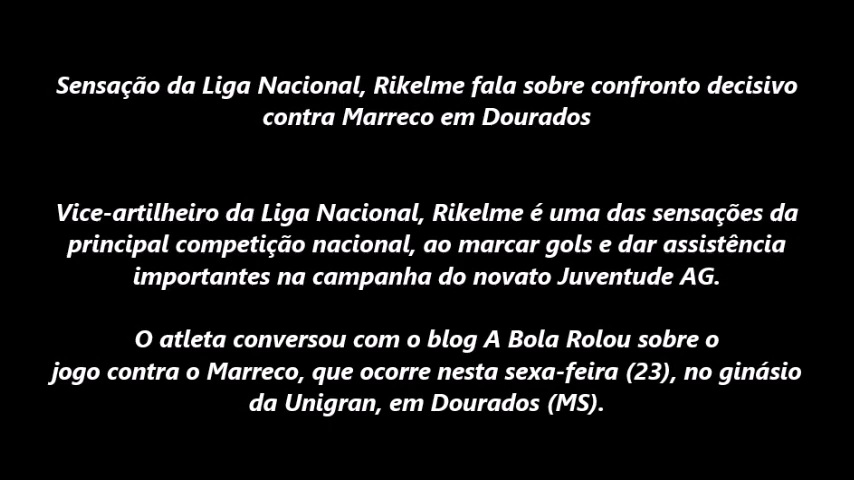 Sensação da Liga Nacional, Rikelme fala sobre confronto decisivo
contra Marreco em Dourados
Vice-artilheiro da Liga Nacional, Rikelme é uma das sensações da
principal competição nacional, ao marcar gols e dar assistência
importantes na campanha do novato Juventude AG.
O atleta conversou com o blog A Bola Rolou sobre o
jogo contra o Marreco, que ocorre nesta sexa-feira (23), no ginásio
da Unigran, em Dourados (MS).